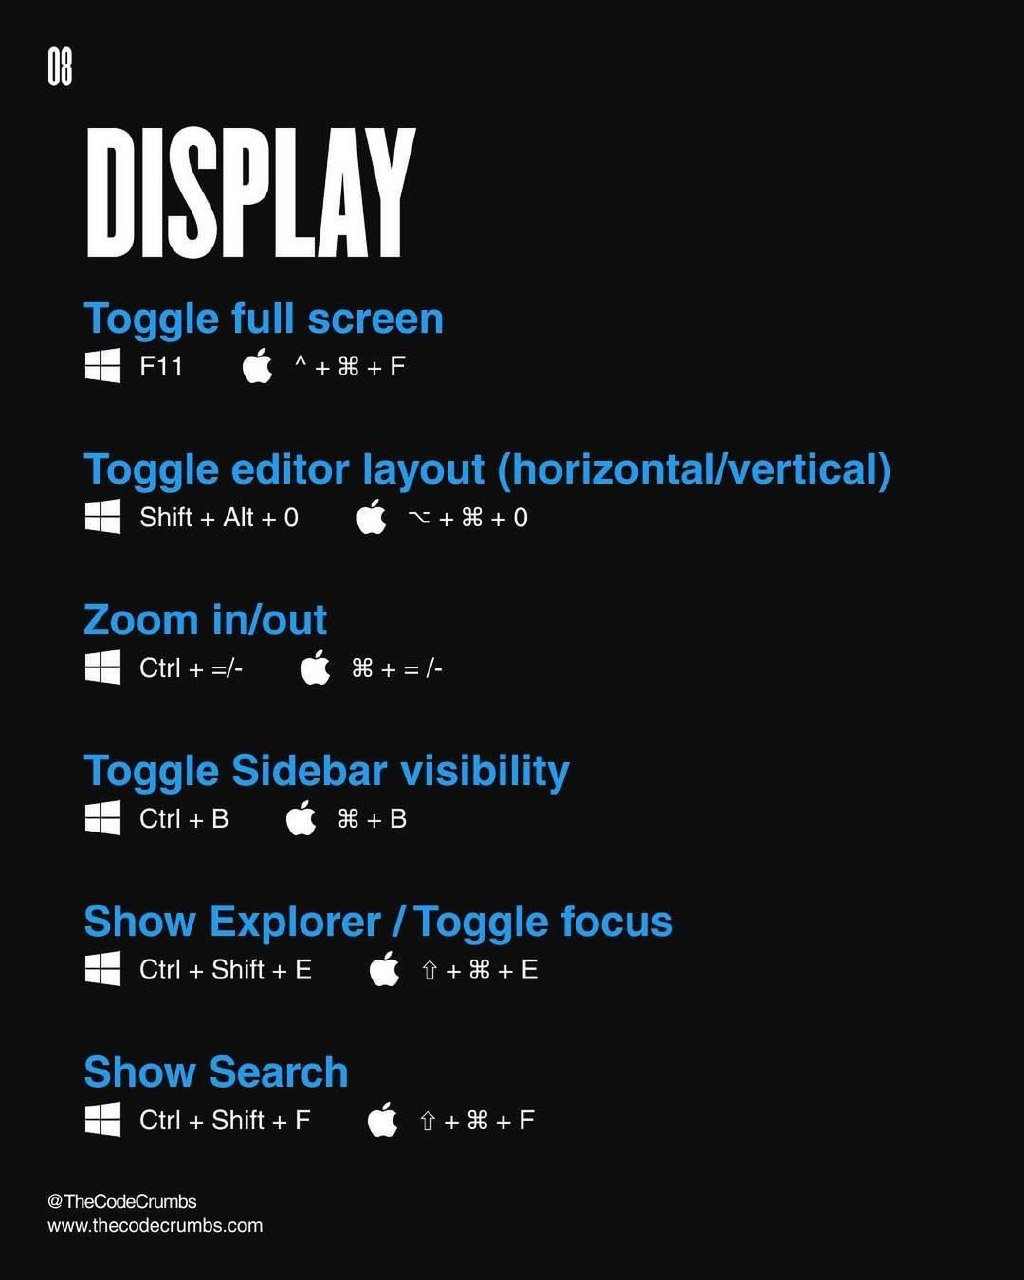 08
DISPLAY
Toggle full screen
F11 ^ + ⌘ + F
Toggle editor layout (horizontal/vertical)
Shift + Alt + 0 ⌥ + ⌘ + 0
Zoom in/out
Ctrl + =/- ⌘ + = /-
Toggle Sidebar visibility
Ctrl + B ⌘ + B
Show Explorer / Toggle focus
Ctrl + Shift + E ⇧ + ⌘ + E
Show Search
Ctrl + Shift + F ⇧ + ⌘ + F
@TheCodeCrumbs
www.thecodecrumbs.com